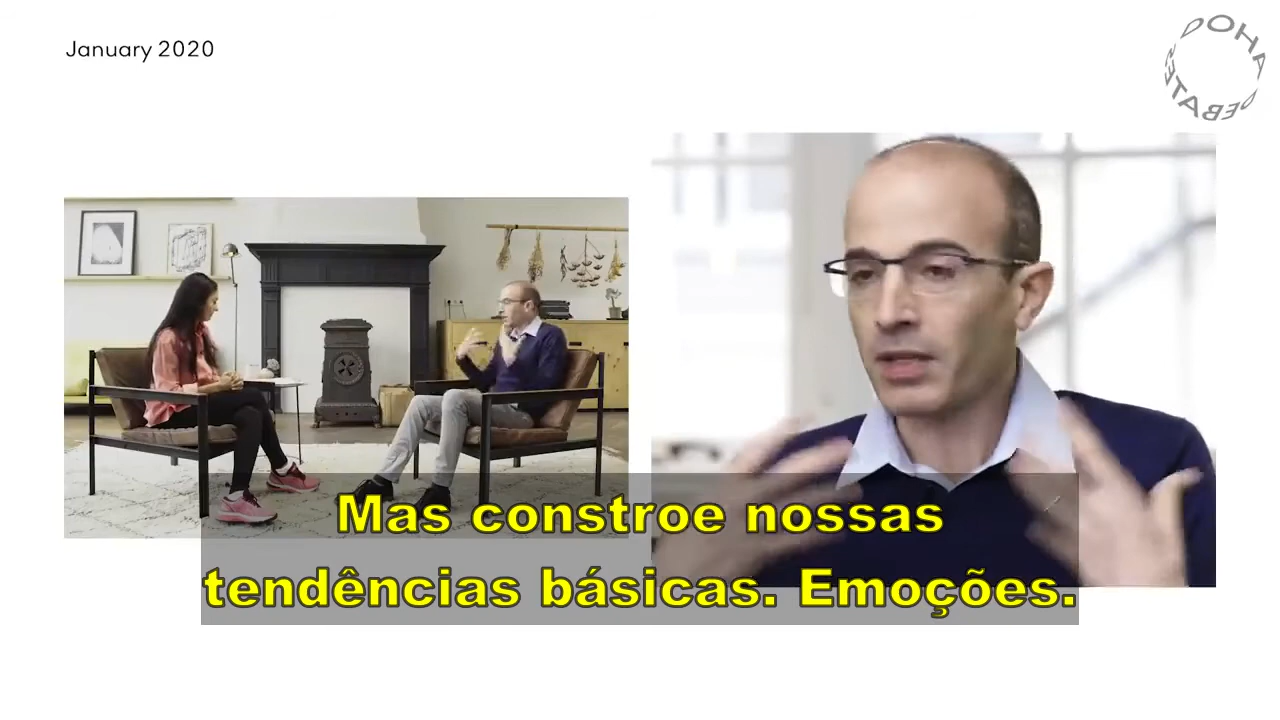 January 2020
DOHA
DEBATES
Mas constroe nossas
tendências básicas. Emoções.